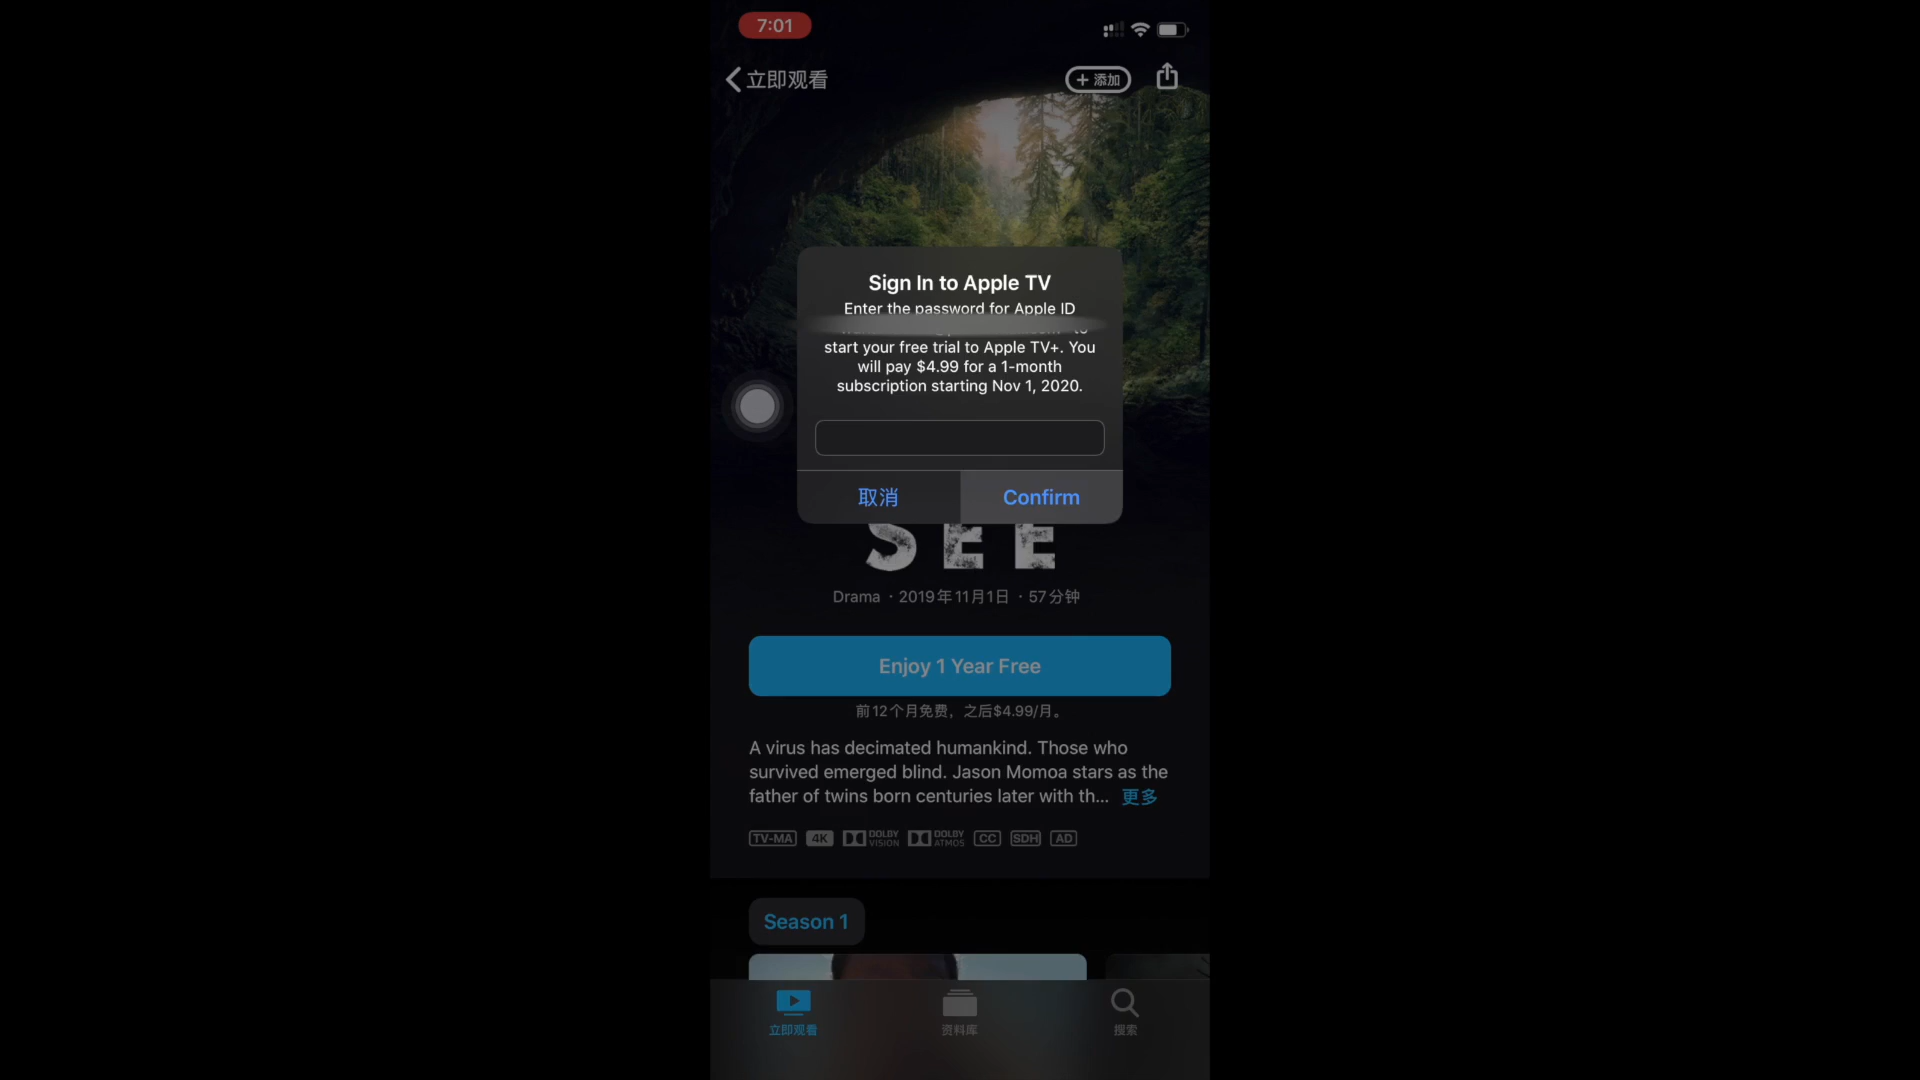 7:01
立即观看
+ 添加
Sign In to Apple TV
Enter the password for Apple ID
to
start your free trial to Apple TV+. You
will pay $4.99 for a 1-month
subscription starting Nov 1, 2020.
取消
Confirm
SEE
Drama · 2019年11月1日 · 57分钟
Enjoy 1 Year Free
前12个月免费，之后$4.99/月。
A virus has decimated humankind. Those who
survived emerged blind. Jason Momoa stars as the
father of twins born centuries later with th... 更多
TV-MA 4K DOLBY VISION DOLBY ATMOS CC SDH AD
Season 1
立即观看
资料库
搜索